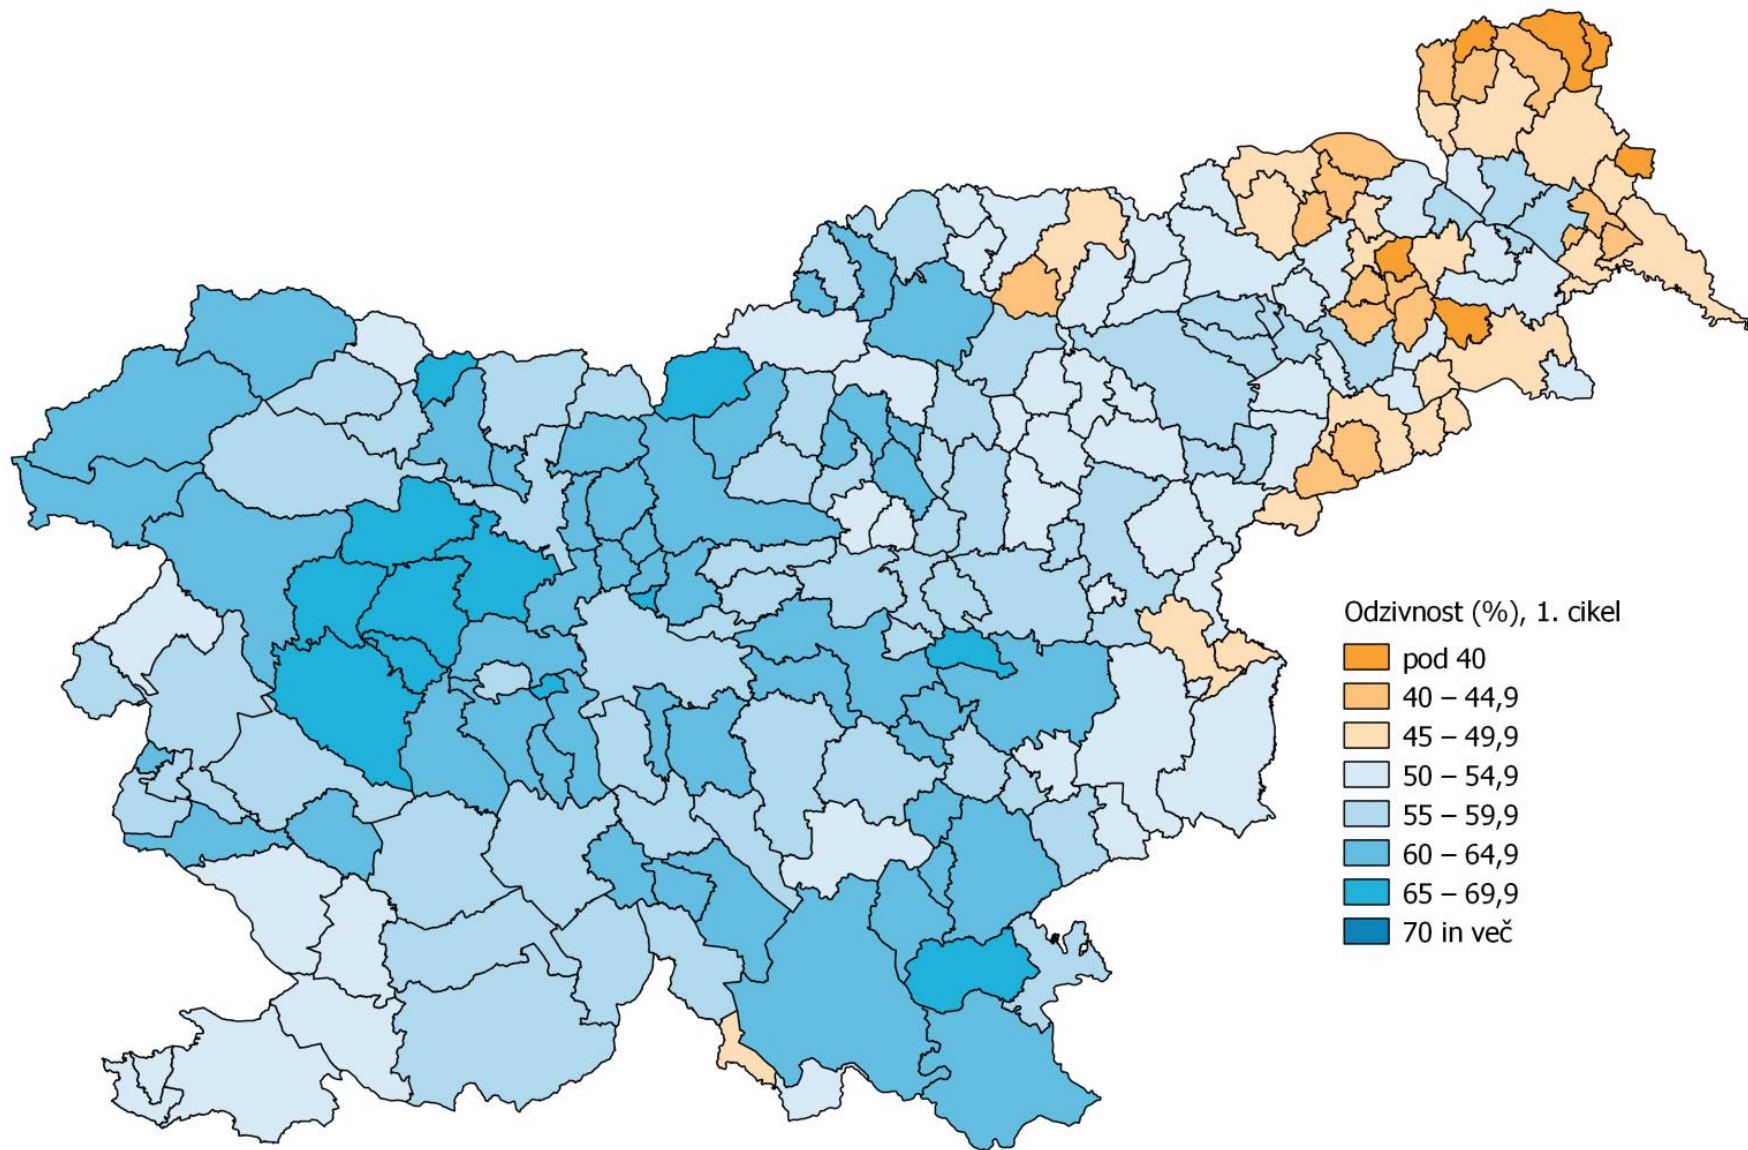 Odzivnost (%), 1. cikel
pod 40
40 – 44,9
45 – 49,9
50 – 54,9
55 – 59,9
60 – 64,9
65 – 69,9
70 in več